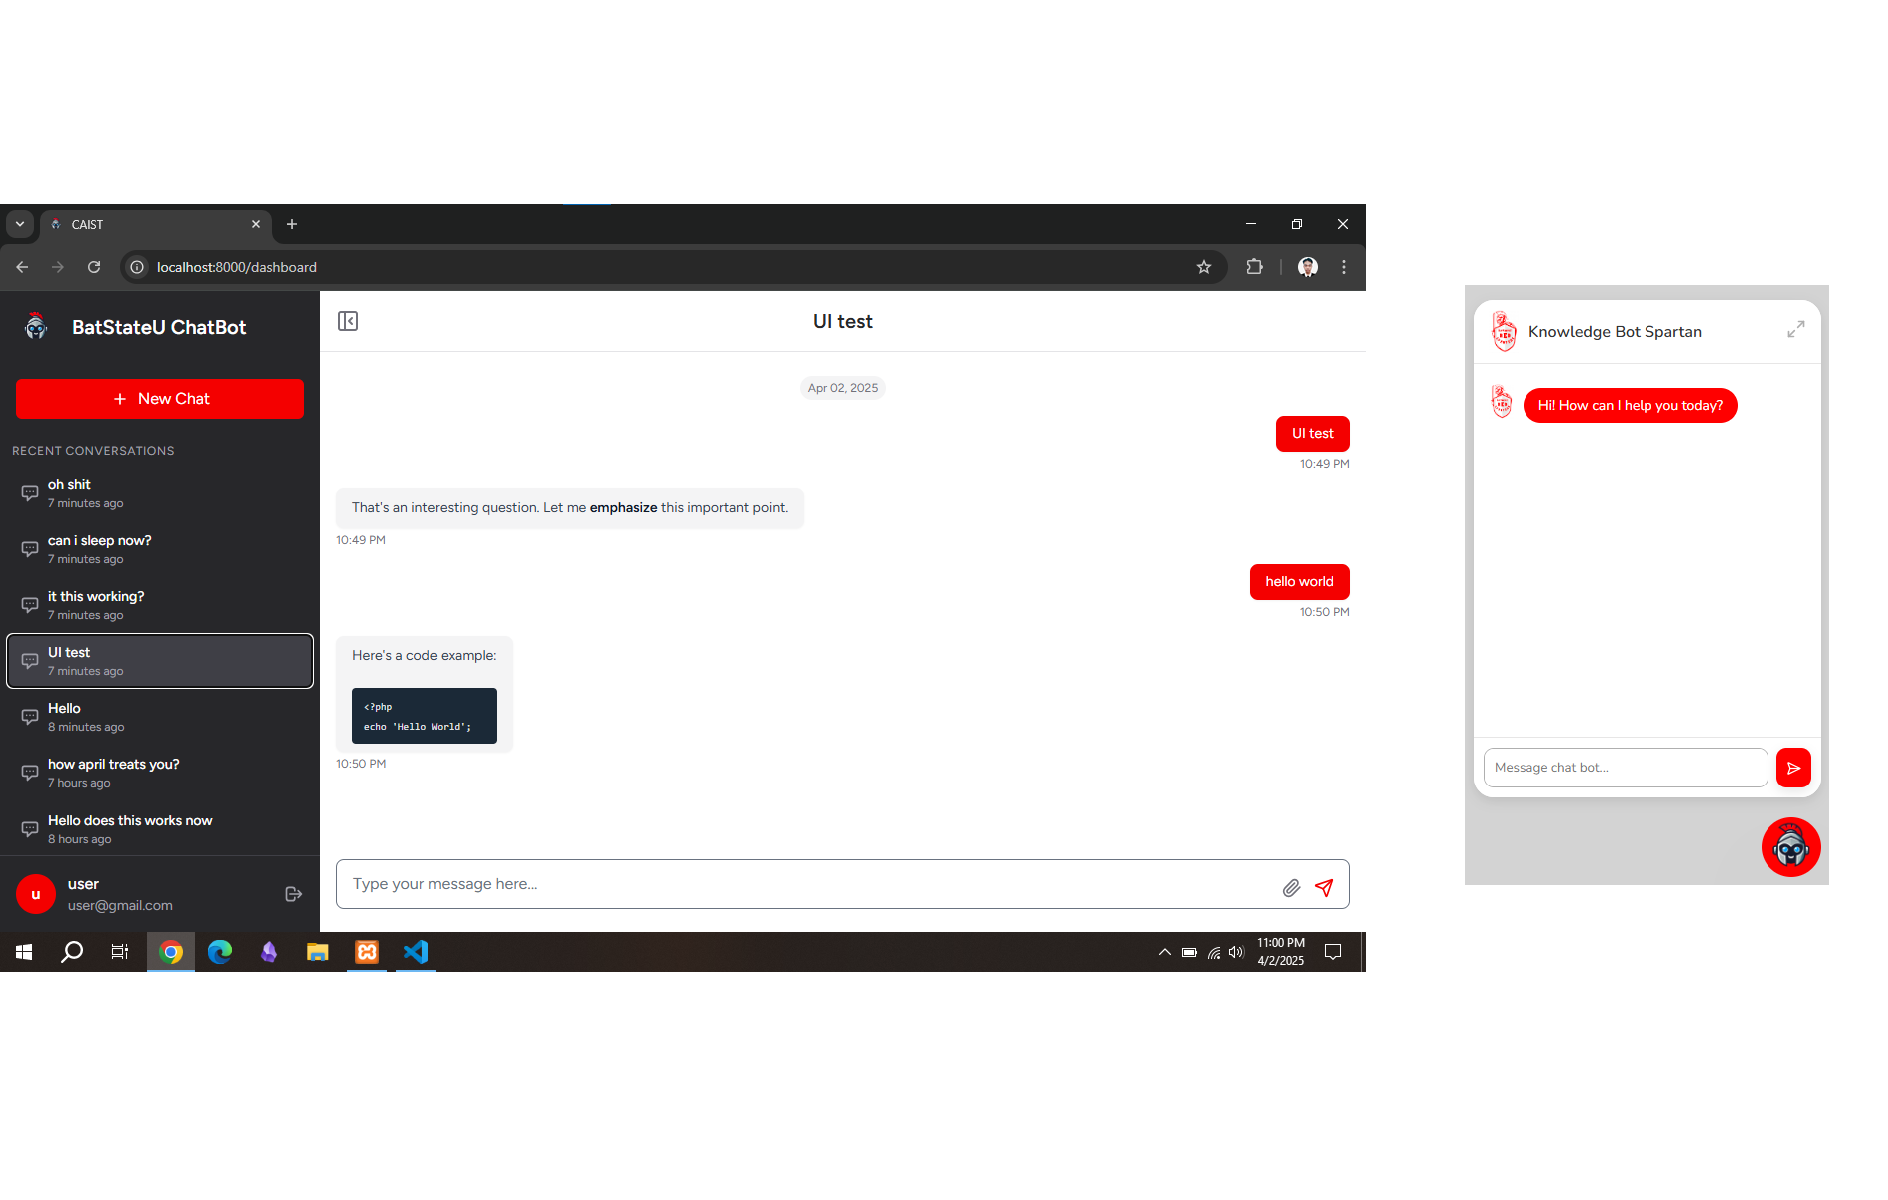 CAIST
localhost:8000/dashboard
BatStateU ChatBot
+ New Chat
RECENT CONVERSATIONS
oh shit
7 minutes ago
can i sleep now?
7 minutes ago
it this working?
7 minutes ago
UI test
7 minutes ago
Hello
8 minutes ago
how april treats you?
7 hours ago
Hello does this works now
8 hours ago
u
user
user@gmail.com
UI test
Apr 02, 2025
UI test
10:49 PM
That's an interesting question. Let me emphasize this important point.
10:49 PM
hello world
10:50 PM
Here's a code example:
<?php
echo 'Hello World';
10:50 PM
Type your message here...
11:00 PM
4/2/2025
Knowledge Bot Spartan
Hi! How can I help you today?
Message chat bot...